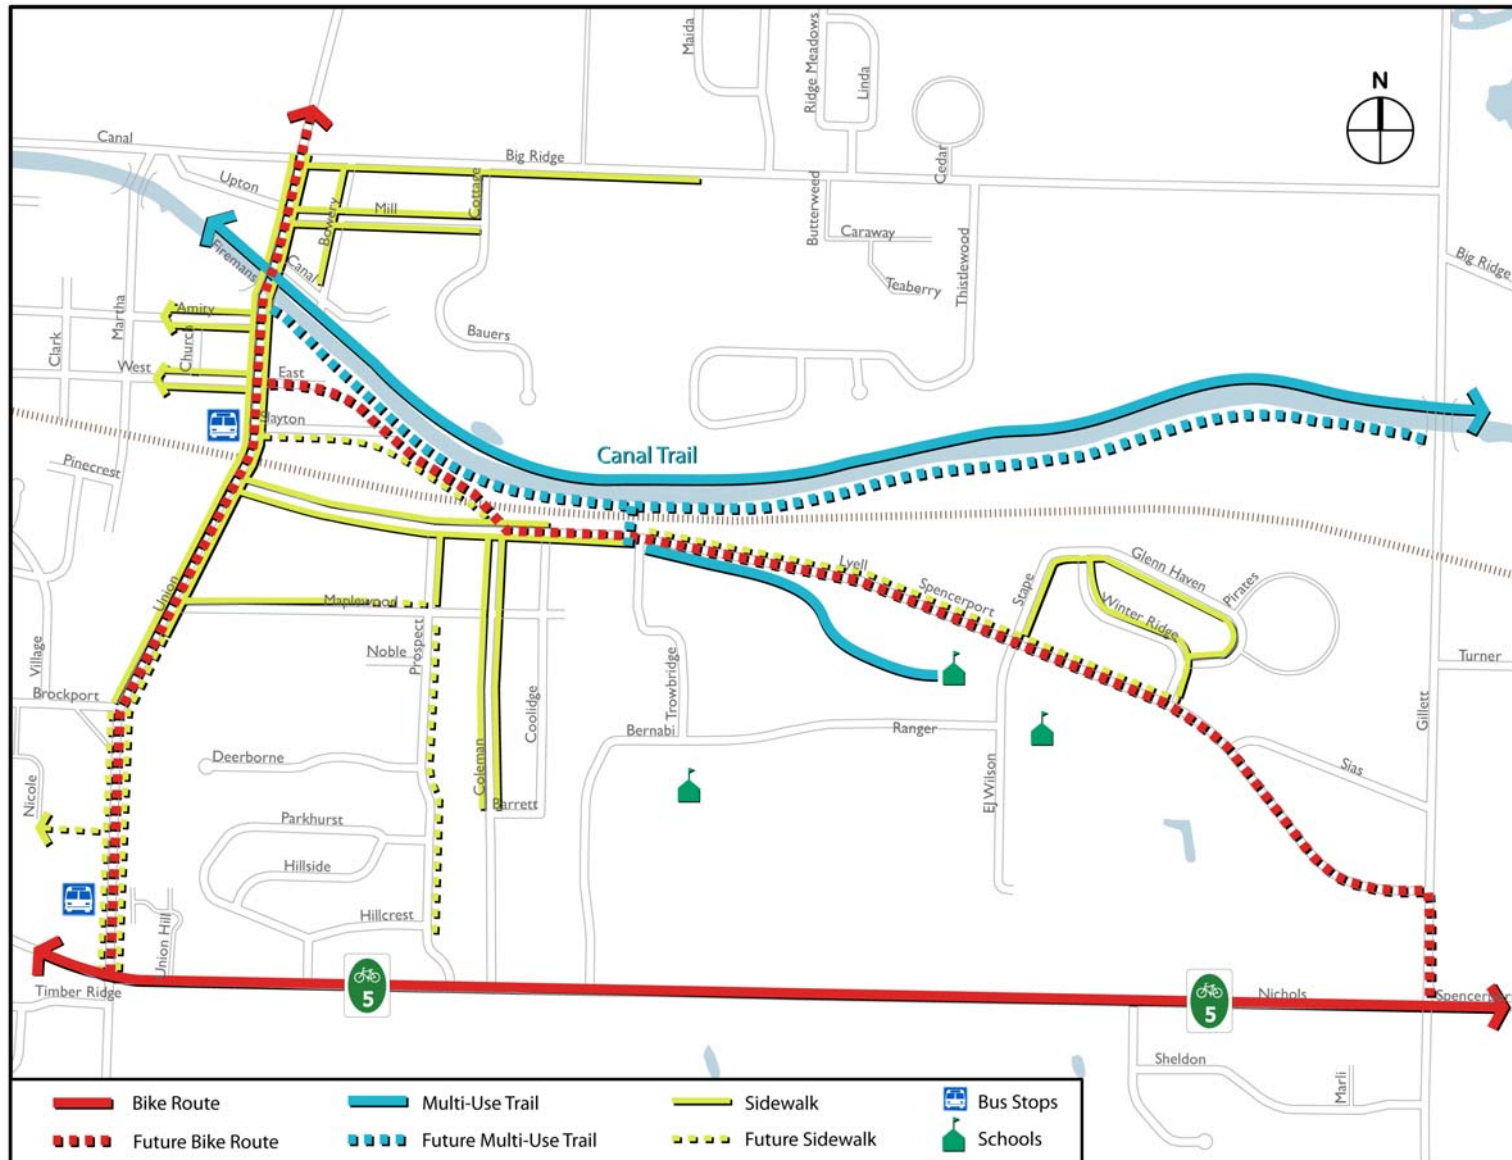 N
Maida
Ridge Meadows
Linda
Cedar
Canal
Big Ridge
Upton
Mill
Cottage
Bowery
Butterweed
Caraway
Teaberry
Thistlewood
Big Ridge
Firemans
Canal
Amity
Martha
Church
Clark
West
East
Bauers
Slayton
Canal Trail
Pinecrest
Union
Maplewood
Noble
Prospect
Village
Brockport
Lyell
Spencerport
Stape
Glenn Haven
Winter Ridge
Pirates
Turner
Gillett
Trowbridge
Bernabi
Coolidge
Coleman
Barrett
Ranger
EJ Wilson
Sias
Deerborne
Nicole
Parkhurst
Hillside
Hillcrest
Union Hill
Timber Ridge
5
5
Nichols
Sheldon
Marli
Bike Route
Multi-Use Trail
Sidewalk
Bus Stops
Future Bike Route
Future Multi-Use Trail
Future Sidewalk
Schools